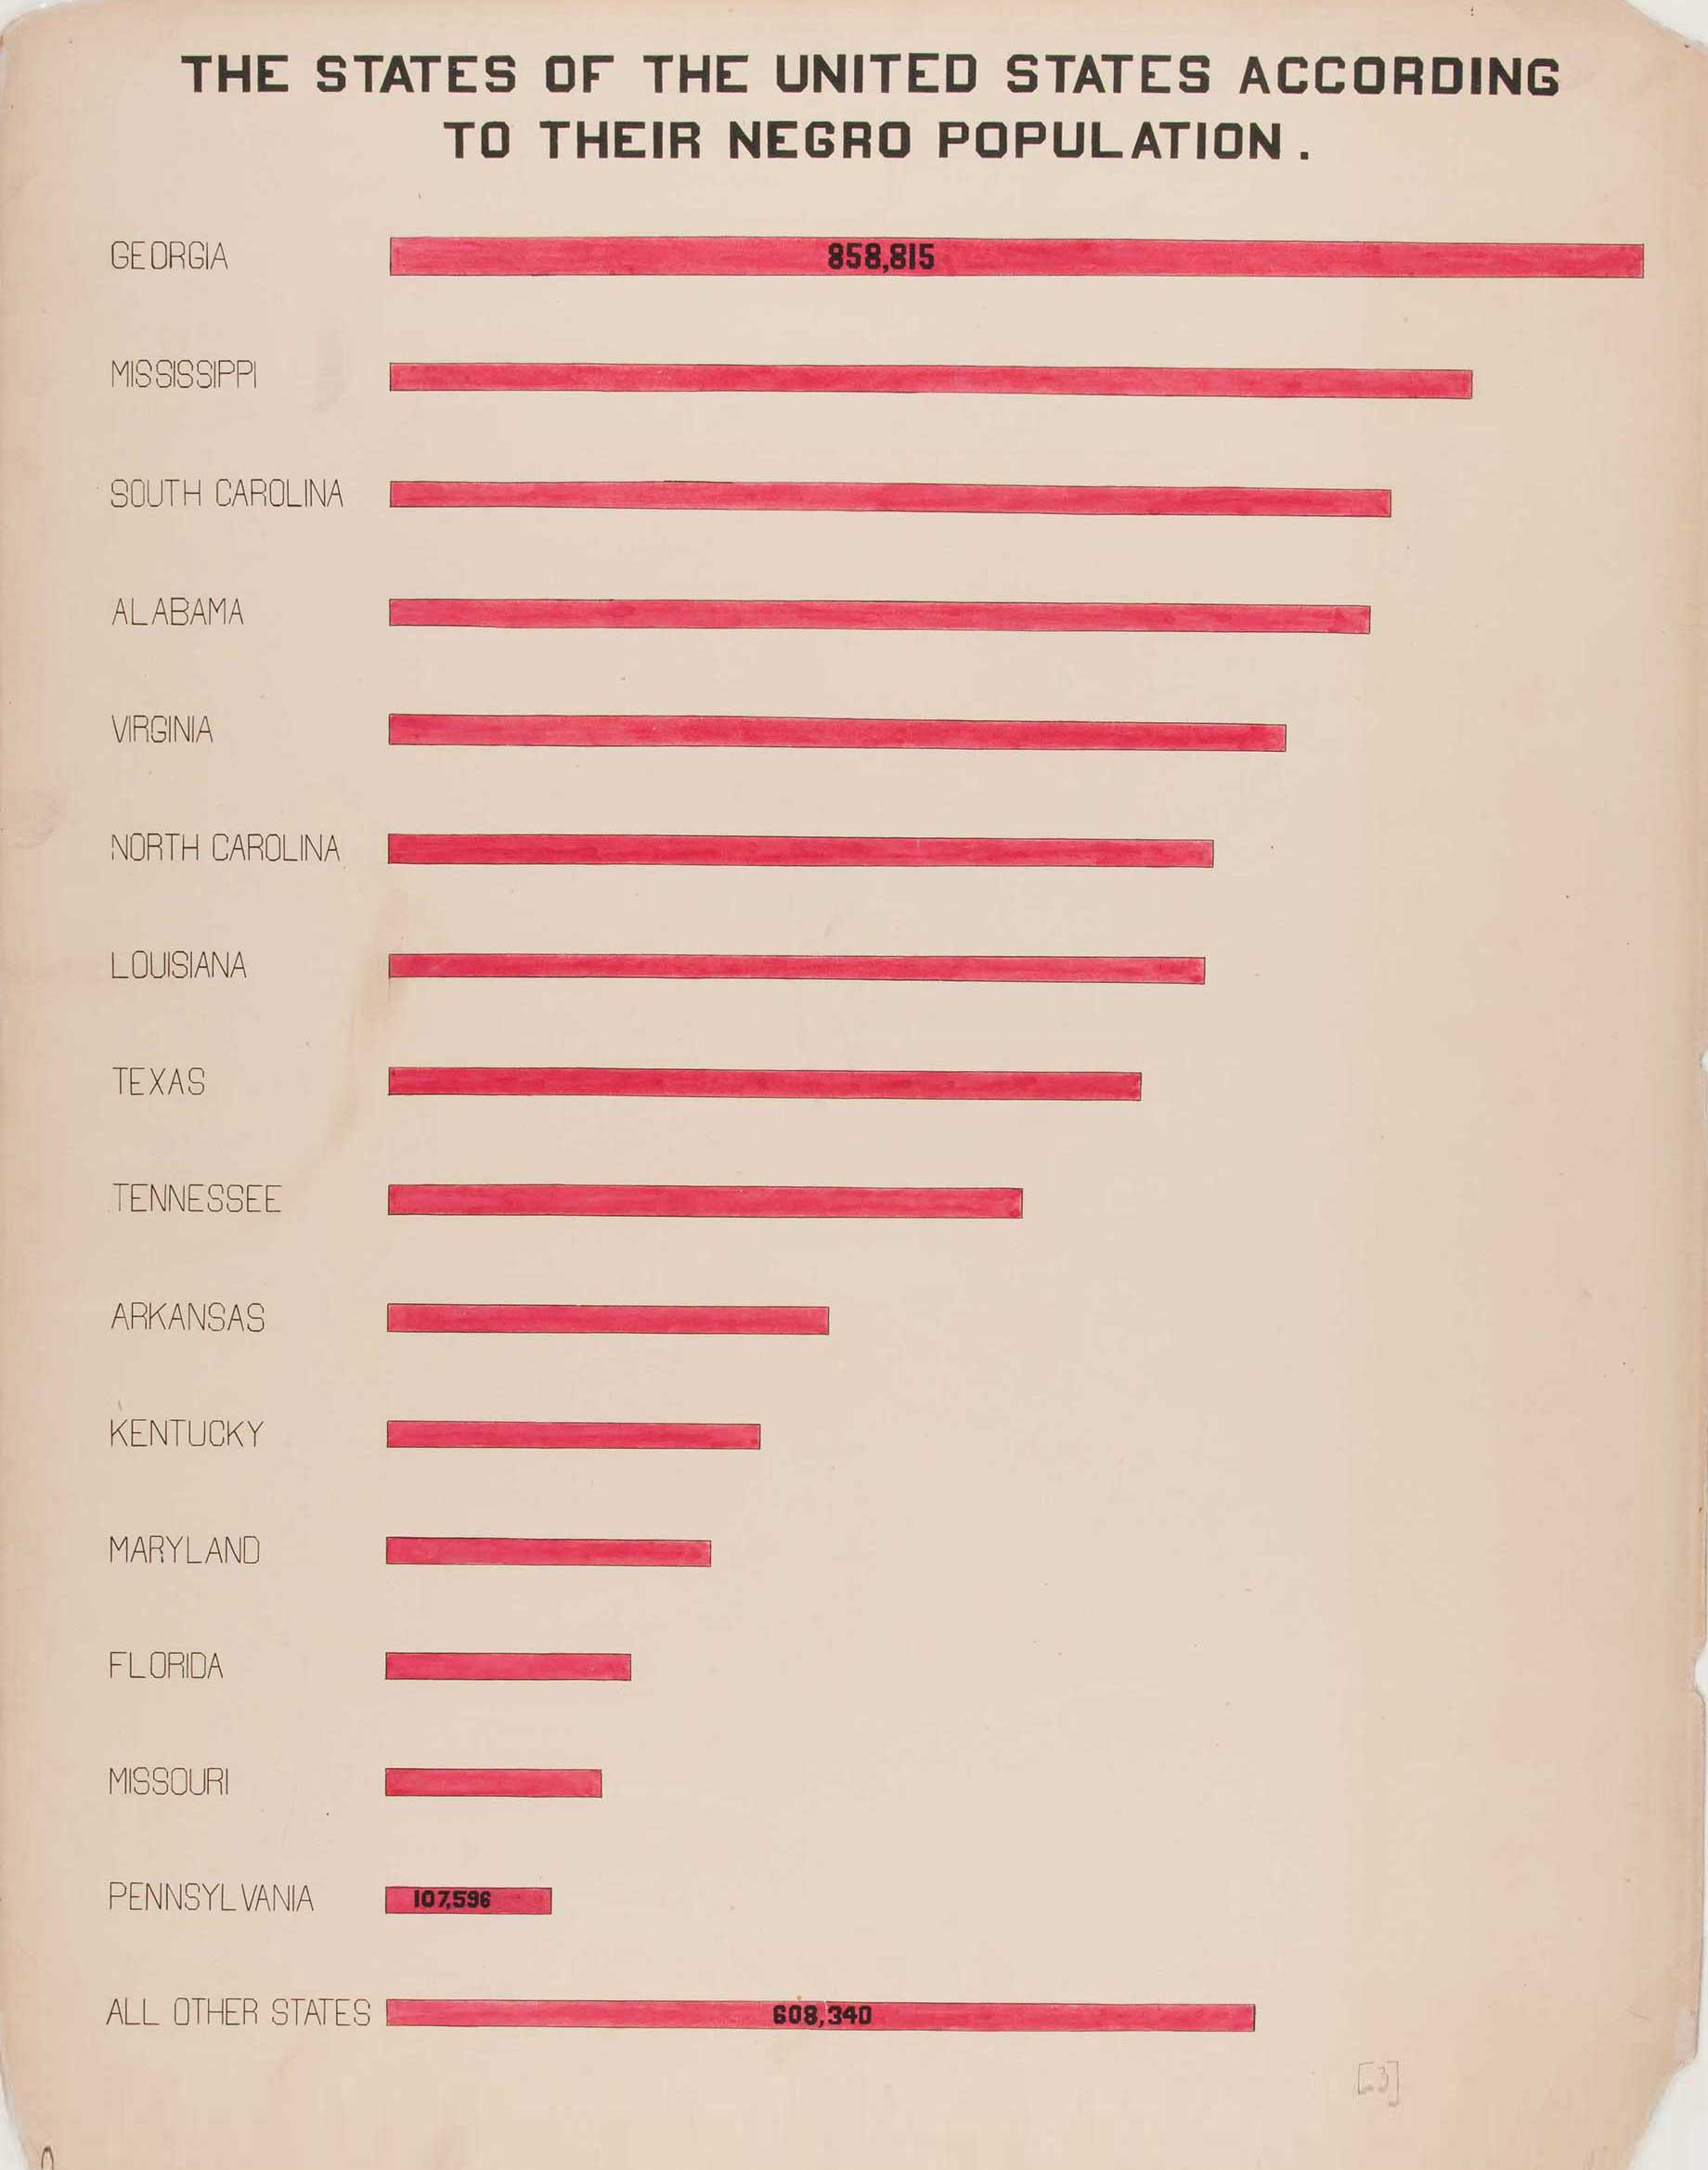 THE STATES OF THE UNITED STATES ACCORDING
TO THEIR NEGRO POPULATION.
GEORGIA 858,815
MISSISSIPPI
SOUTH CAROLINA
ALABAMA
VIRGINIA
NORTH CAROLINA
LOUISIANA
TEXAS
TENNESSEE
ARKANSAS
KENTUCKY
MARYLAND
FLORIDA
MISSOURI
PENNSYLVANIA 107,596
ALL OTHER STATES 608,340